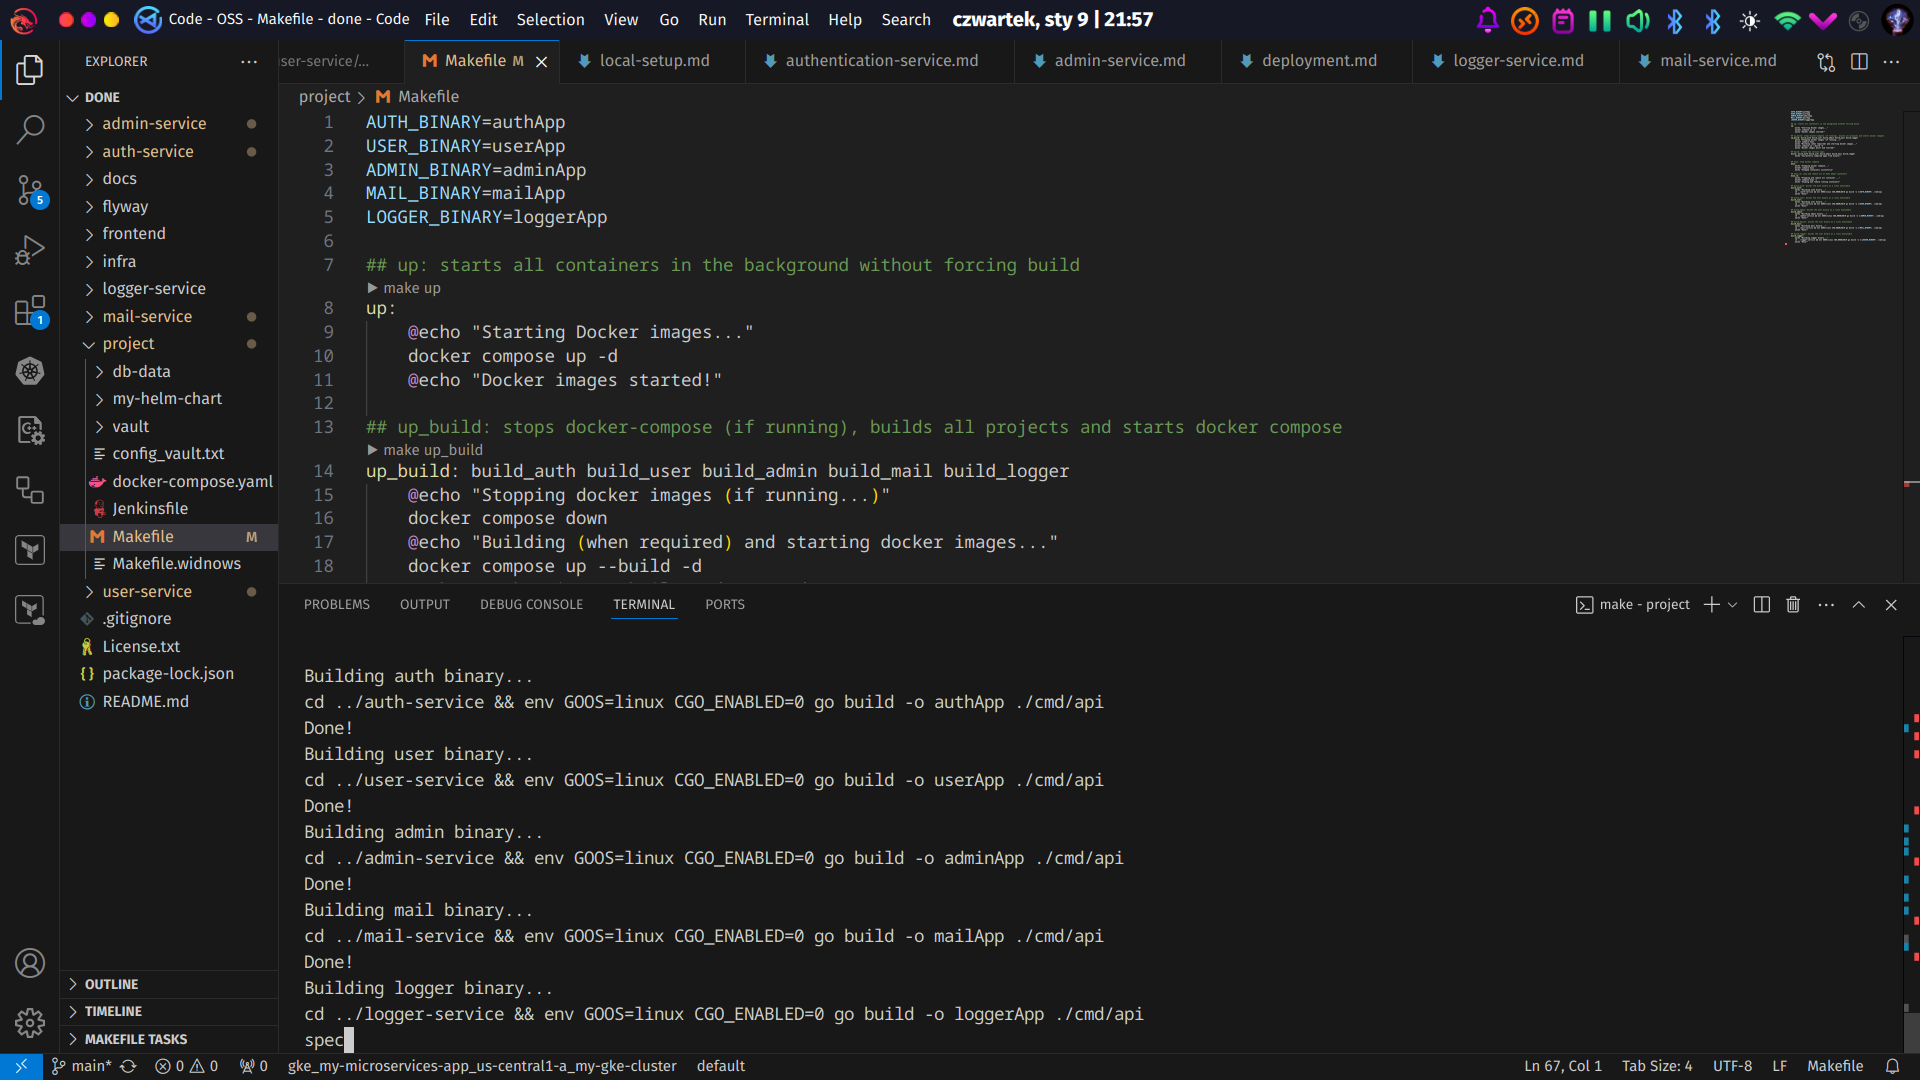 Code - OSS - Makefile - done - Code File Edit Selection View Go Run Terminal Help Search czwartek, sty 9 | 21:57
EXPLORER
ser-service/...
Makefile M
local-setup.md
authentication-service.md
admin-service.md
deployment.md
logger-service.md
mail-service.md
DONE
admin-service
auth-service
docs
flyway
frontend
infra
logger-service
mail-service
project
db-data
my-helm-chart
vault
config_vault.txt
docker-compose.yaml
Jenkinsfile
Makefile M
Makefile.widnows
user-service
.gitignore
License.txt
package-lock.json
README.md
OUTLINE
TIMELINE
MAKEFILE TASKS
5
1
project > Makefile
1 AUTH_BINARY=authApp
2 USER_BINARY=userApp
3 ADMIN_BINARY=adminApp
4 MAIL_BINARY=mailApp
5 LOGGER_BINARY=loggerApp
6
7 ## up: starts all containers in the background without forcing build
make up
8 up:
9 @echo "Starting Docker images..."
10 docker compose up -d
11 @echo "Docker images started!"
12
13 ## up_build: stops docker-compose (if running), builds all projects and starts docker compose
make up_build
14 up_build: build_auth build_user build_admin build_mail build_logger
15 @echo "Stopping docker images (if running...)"
16 docker compose down
17 @echo "Building (when required) and starting docker images..."
18 docker compose up --build -d
PROBLEMS OUTPUT DEBUG CONSOLE TERMINAL PORTS
make - project
Building auth binary...
cd ../auth-service && env GOOS=linux CGO_ENABLED=0 go build -o authApp ./cmd/api
Done!
Building user binary...
cd ../user-service && env GOOS=linux CGO_ENABLED=0 go build -o userApp ./cmd/api
Done!
Building admin binary...
cd ../admin-service && env GOOS=linux CGO_ENABLED=0 go build -o adminApp ./cmd/api
Done!
Building mail binary...
cd ../mail-service && env GOOS=linux CGO_ENABLED=0 go build -o mailApp ./cmd/api
Done!
Building logger binary...
cd ../logger-service && env GOOS=linux CGO_ENABLED=0 go build -o loggerApp ./cmd/api
spec
main* 0 0 0 gke_my-microservices-app_us-central1-a_my-gke-cluster default Ln 67, Col 1 Tab Size: 4 UTF-8 LF Makefile